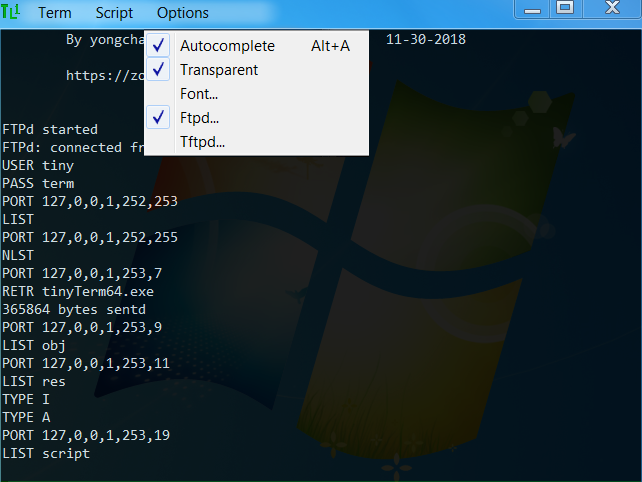 Term Script Options
By yongcha 11-30-2018
Autocomplete Alt+A
https://zo
Transparent
Font...
Ftpd...
Tftpd...
FTPd started
FTPd: connected fr
USER tiny
PASS term
PORT 127,0,0,1,252,253
LIST
PORT 127,0,0,1,252,255
NLST
PORT 127,0,0,1,253,7
RETR tinyTerm64.exe
365864 bytes sentd
PORT 127,0,0,1,253,9
LIST obj
PORT 127,0,0,1,253,11
LIST res
TYPE I
TYPE A
PORT 127,0,0,1,253,19
LIST script